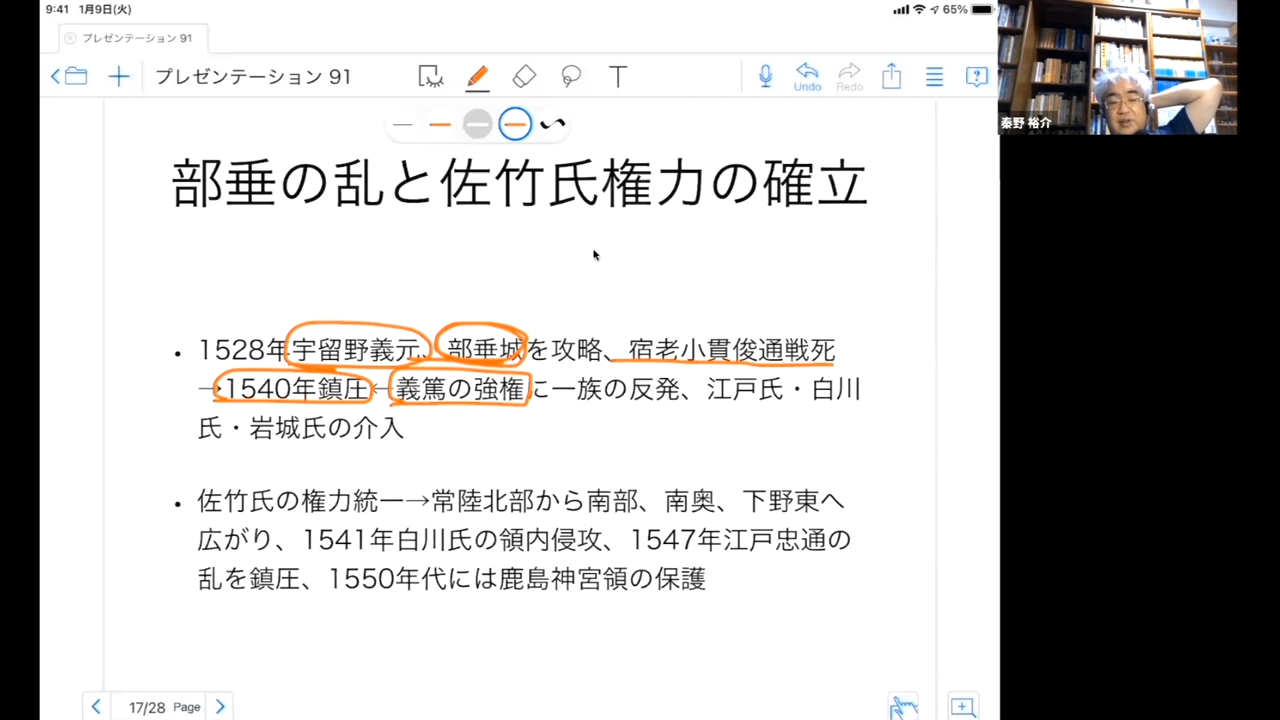 9:41 1月9日(火)
65%
プレゼンテーション 91
プレゼンテーション 91
T
Undo
Redo
?
秦野 裕介
部垂の乱と佐竹氏権力の確立
• 1528年宇留野義元、部垂城を攻略、宿老小貫俊通戦死
→1540年鎮圧←義篤の強権に一族の反発、江戸氏・白川
氏・岩城氏の介入
• 佐竹氏の権力統一→常陸北部から南部、南奥、下野東へ
広がり、1541年白川氏の領内侵攻、1547年江戸忠通の
乱を鎮圧、1550年代には鹿島神宮領の保護
17/28 Page